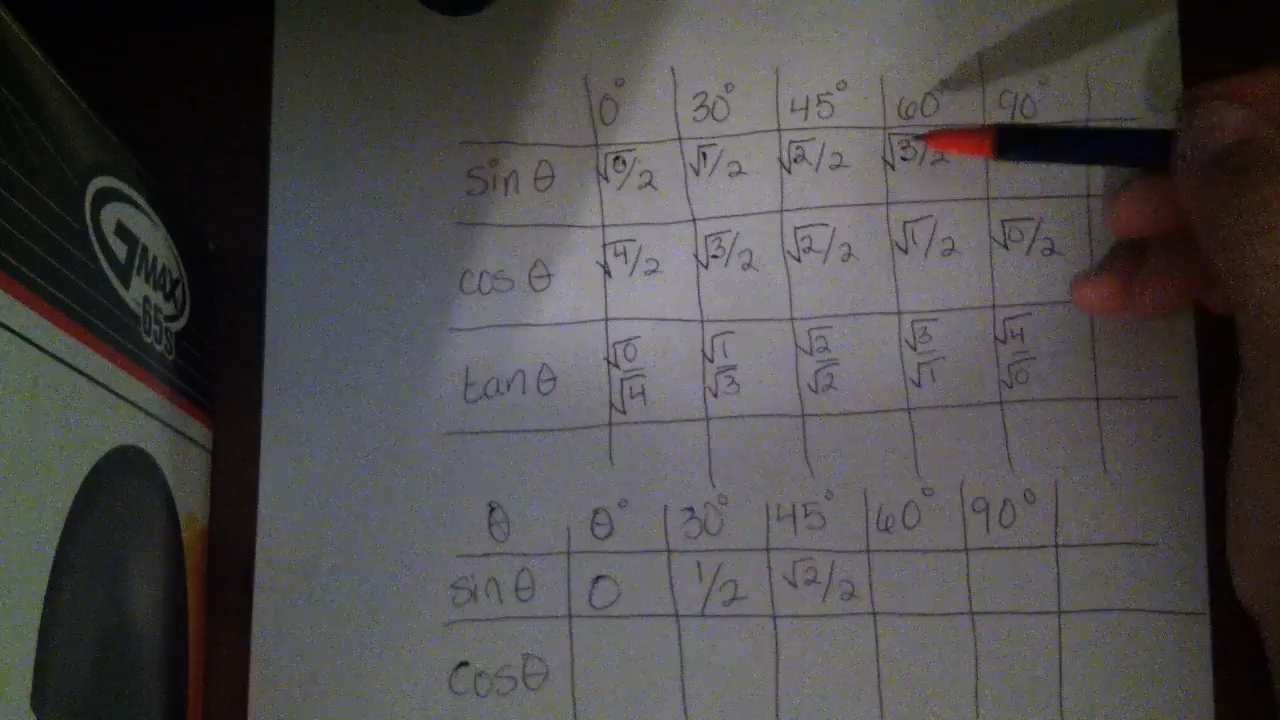 0° 30° 45° 60° 90°
sin θ √0/2 √1/2 √2/2 √3/2
cos θ √4/2 √3/2 √2/2 √1/2 √0/2
tan θ √0/√4 √1/√3 √2/√2 √3/√1 √4/√0
θ θ° 30° 45° 60° 90°
sin θ 0 1/2 √2/2
cos θ
GMAX
65s